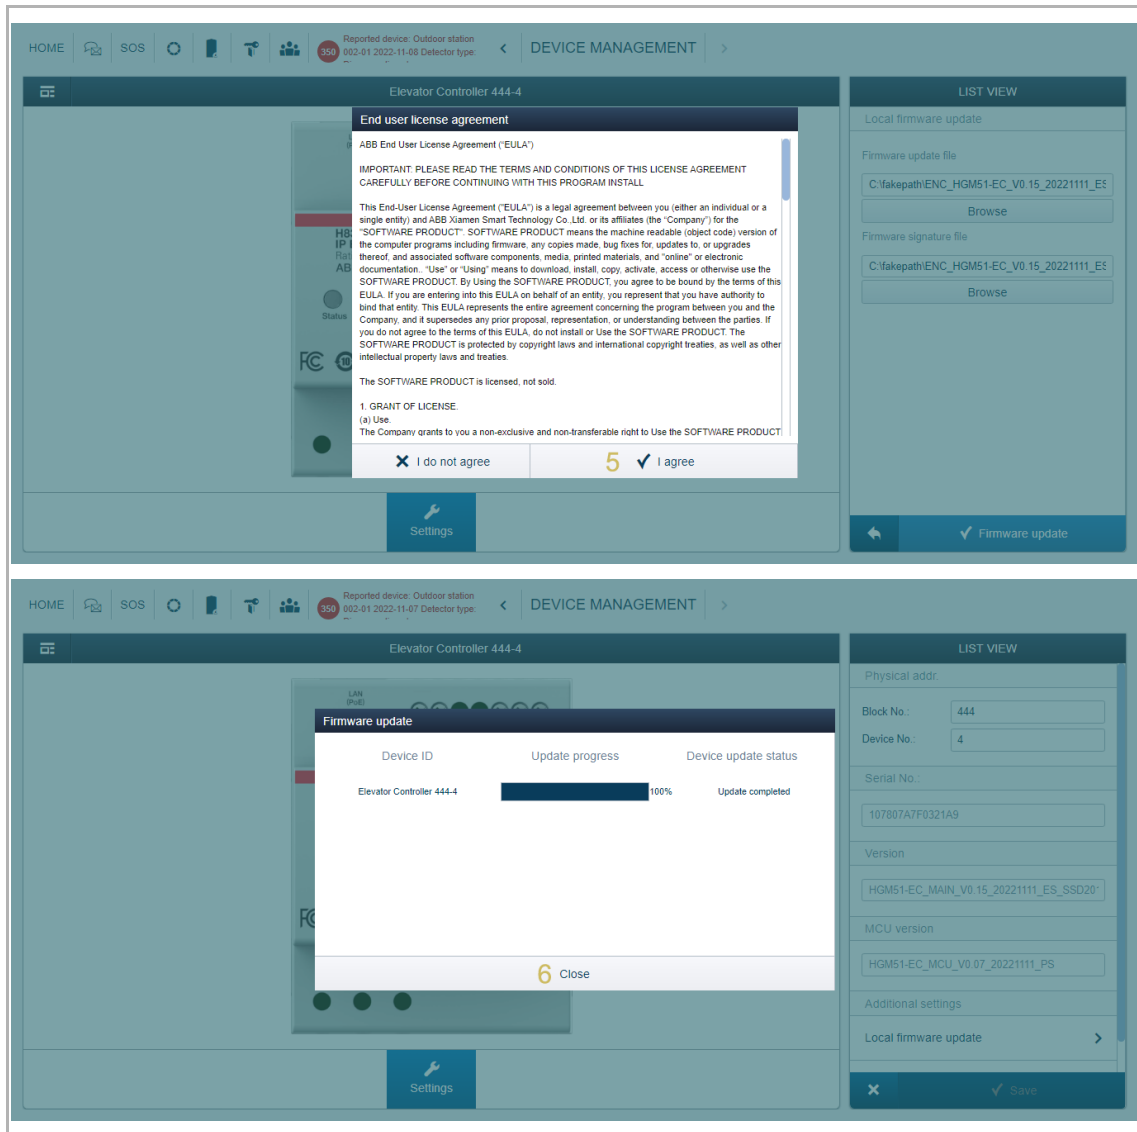 HOME
SOS
350
Reported device: Outdoor station
002-01 2022-11-08 Detector type:
DEVICE MANAGEMENT
Elevator Controller 444-4
LIST VIEW
Local firmware update
Firmware update file
C:\fakepath\ENC_HGM51-EC_V0.15_20221111_ES
Browse
Firmware signature file
C:\fakepath\ENC_HGM51-EC_V0.15_20221111_ES
Browse
Firmware update
End user license agreement
ABB End User License Agreement ("EULA")
IMPORTANT: PLEASE READ THE TERMS AND CONDITIONS OF THIS LICENSE AGREEMENT
CAREFULLY BEFORE CONTINUING WITH THIS PROGRAM INSTALL
This End-User License Agreement ("EULA") is a legal agreement between you (either an individual or a
single entity) and ABB Xiamen Smart Technology Co.,Ltd. or its affiliates (the "Company") for the
"SOFTWARE PRODUCT". SOFTWARE PRODUCT means the machine readable (object code) version of
the computer programs including firmware, any copies made, bug fixes for, updates to, or upgrades
thereof, and associated software components, media, printed materials, and "online" or electronic
documentation.. "Use" or "Using" means to download, install, copy, activate, access or otherwise use the
SOFTWARE PRODUCT. By Using the SOFTWARE PRODUCT, you agree to be bound by the terms of this
EULA. If you are entering into this EULA on behalf of an entity, you represent that you have authority to
bind that entity. This EULA represents the entire agreement concerning the program between you and the
Company, and it supersedes any prior proposal, representation, or understanding between the parties. If
you do not agree to the terms of this EULA, do not install or Use the SOFTWARE PRODUCT. The
SOFTWARE PRODUCT is protected by copyright laws and international copyright treaties, as well as other
intellectual property laws and treaties.
The SOFTWARE PRODUCT is licensed, not sold.
1. GRANT OF LICENSE.
(a) Use.
The Company grants to you a non-exclusive and non-transferable right to Use the SOFTWARE PRODUCT
I do not agree
5
I agree
Status
FC
10
Settings
HOME
SOS
350
Reported device: Outdoor station
002-01 2022-11-07 Detector type:
DEVICE MANAGEMENT
Elevator Controller 444-4
LAN
(PoE)
Firmware update
Device ID Update progress Device update status
Elevator Controller 444-4 100% Update completed
6 Close
Settings
LIST VIEW
Physical addr.
Block No.: 444
Device No.: 4
Serial No.:
107807A7F0321A9
Version
HGM51-EC_MAIN_V0.15_20221111_ES_SSD20
MCU version
HGM51-EC_MCU_V0.07_20221111_PS
Additional settings
Local firmware update
Save